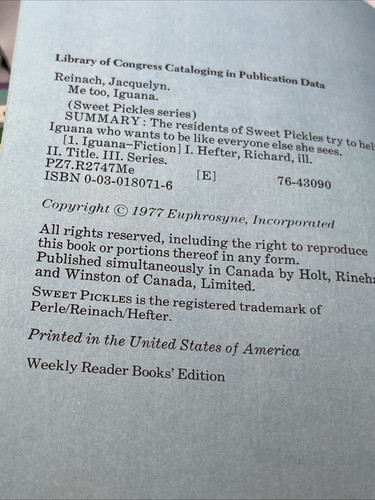 Library of Congress Cataloging in Publication Data
Reinach, Jacquelyn.
Me too, Iguana.
(Sweet Pickles series)
SUMMARY: The residents of Sweet Pickles try to hel
Iguana who wants to be like everyone else she sees.
[1. Iguana–Fiction] I. Hefter, Richard, ill.
II. Title. III. Series.
PZ7.R2747Me [E] 76-43090
ISBN 0-03-018071-6
Copyright © 1977 Euphrosyne, Incorporated
All rights reserved, including the right to reproduce
this book or portions thereof in any form.
Published simultaneously in Canada by Holt, Rineha
and Winston of Canada, Limited.
SWEET PICKLES is the registered trademark of
Perle/Reinach/Hefter.
Printed in the United States of America
Weekly Reader Books' Edition